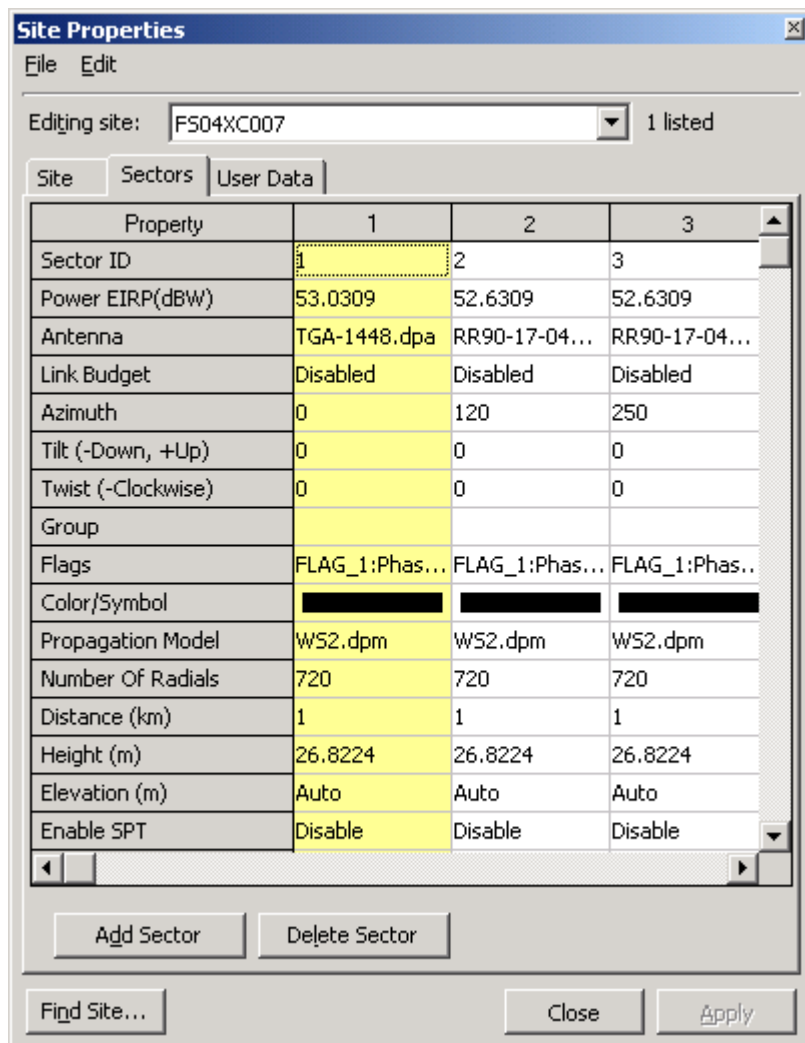 Site Properties
File Edit
Editing site: FS04XC007 1 listed
Site Sectors User Data
Property 1 2 3
Sector ID 1 2 3
Power EIRP(dBW) 53.0309 52.6309 52.6309
Antenna TGA-1448.dpa RR90-17-04... RR90-17-04...
Link Budget Disabled Disabled Disabled
Azimuth 0 120 250
Tilt (-Down, +Up) 0 0 0
Twist (-Clockwise) 0 0 0
Group
Flags FLAG_1:Phas... FLAG_1:Phas... FLAG_1:Phas..
Color/Symbol
Propagation Model WS2.dpm WS2.dpm WS2.dpm
Number Of Radials 720 720 720
Distance (km) 1 1 1
Height (m) 26.8224 26.8224 26.8224
Elevation (m) Auto Auto Auto
Enable SPT Disable Disable Disable
Add Sector Delete Sector
Find Site... Close Apply